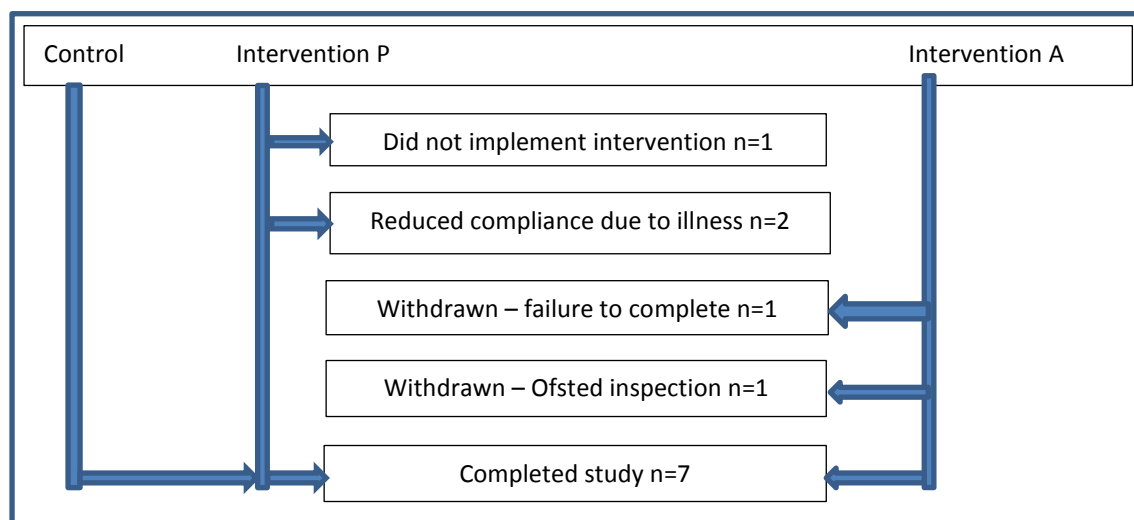 Control Intervention P Intervention A
Did not implement intervention n=1
Reduced compliance due to illness n=2
Withdrawn – failure to complete n=1
Withdrawn – Ofsted inspection n=1
Completed study n=7